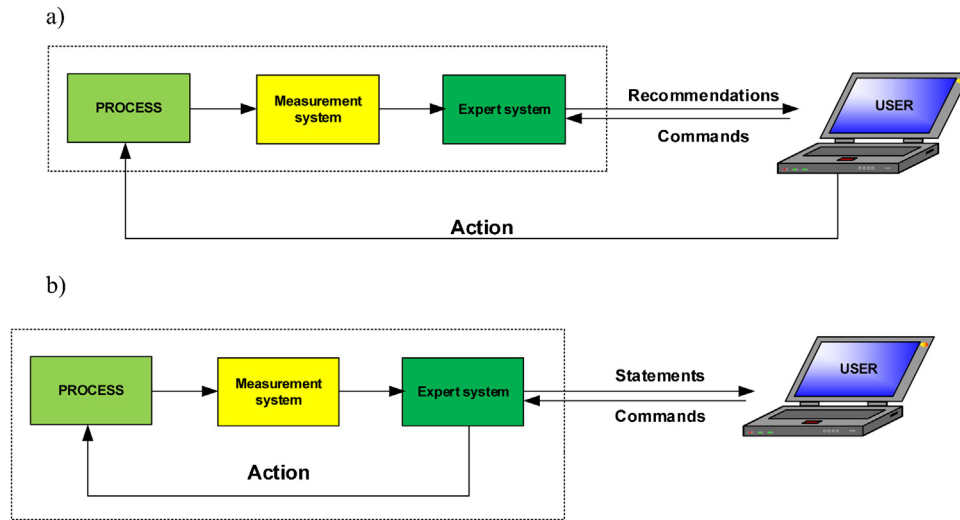 a)
PROCESS
Measurement
system
Expert system
Recommendations
Commands
USER
Action
b)
PROCESS
Measurement
system
Expert system
Statements
Commands
USER
Action